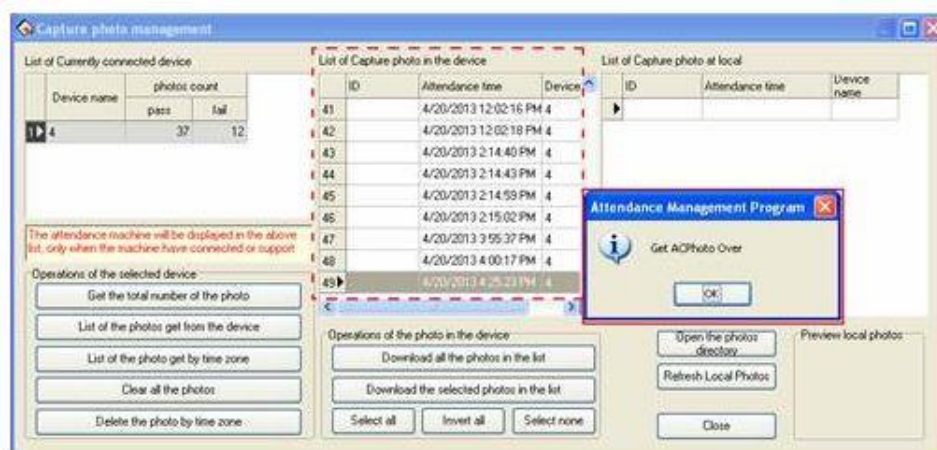 Capture photo management
List of Currently connected device
Device name
photos count
pass
fail
1
4
37
12
The attendance machine will be displayed in the above
list, only when the machine have connected or support
Operations of the selected device
Get the total number of the photo
List of the photos get from the device
List of the photo get by time zone
Clear all the photos
Delete the photo by time zone
List of Capture photo in the device
ID
Attendance time
Device
41 4/20/2013 12:02:16 PM 4
42 4/20/2013 12:02:18 PM 4
43 4/20/2013 2:14:40 PM 4
44 4/20/2013 2:14:43 PM 4
45 4/20/2013 2:14:59 PM 4
46 4/20/2013 2:15:02 PM 4
47 4/20/2013 3:55:37 PM 4
48 4/20/2013 4:00:17 PM 4
49 4/20/2013 4:25:23 PM 4
Operations of the photo in the device
Download all the photos in the list
Download the selected photos in the list
Select all
Invert all
Select none
List of Capture photo at local
ID
Attendance time
Device
name
Attendance Management Program
Get ACPhoto Over
OK
Open the photos
directory
Refresh Local Photos
Close
Preview local photos